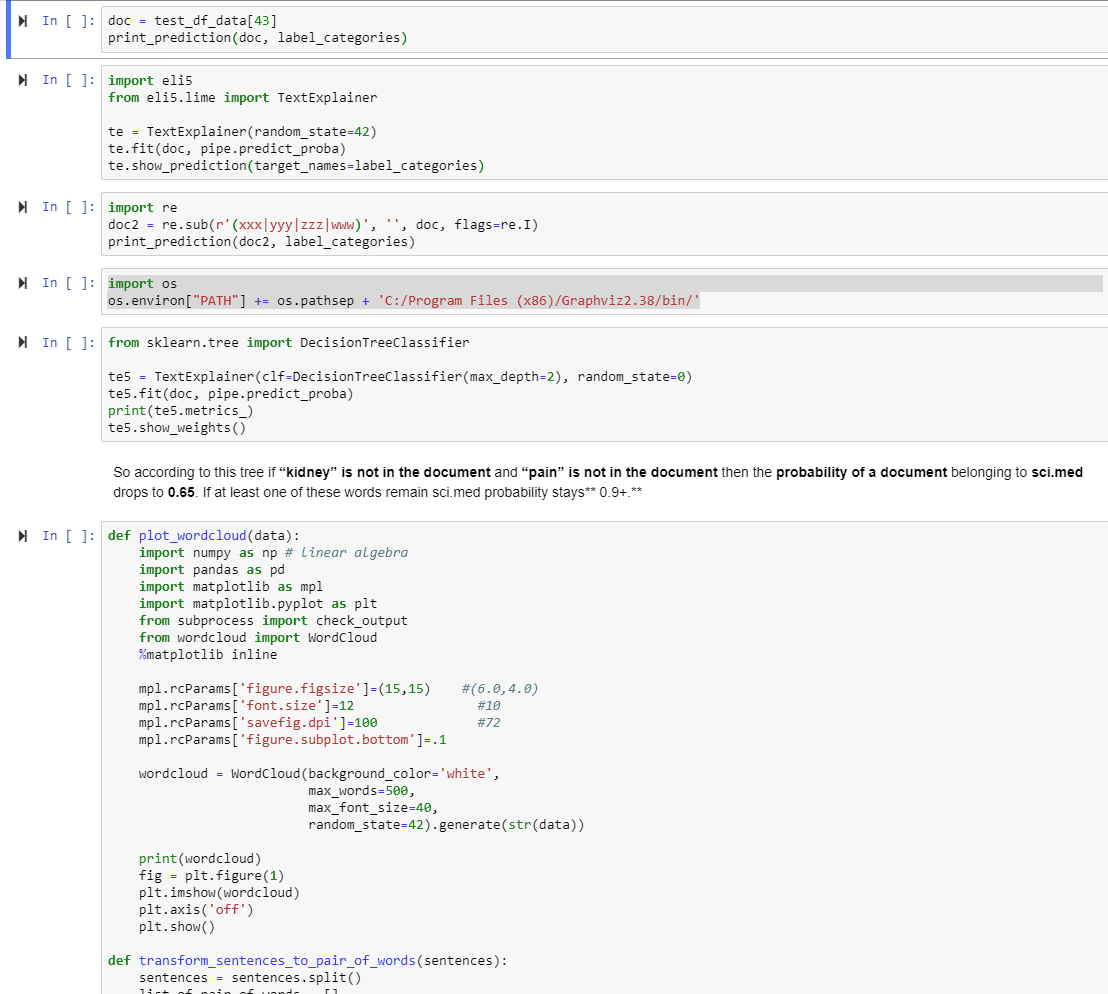 In [ ]: doc = test_df_data[43]
print_prediction(doc, label_categories)
In [ ]: import eli5
from eli5.lime import TextExplainer
te = TextExplainer(random_state=42)
te.fit(doc, pipe.predict_proba)
te.show_prediction(target_names=label_categories)
In [ ]: import re
doc2 = re.sub(r'(xxx|yyy|zzz|www)', '', doc, flags=re.I)
print_prediction(doc2, label_categories)
In [ ]: import os
os.environ["PATH"] += os.pathsep + 'C:/Program Files (x86)/Graphviz2.38/bin/'
In [ ]: from sklearn.tree import DecisionTreeClassifier
te5 = TextExplainer(clf=DecisionTreeClassifier(max_depth=2), random_state=0)
te5.fit(doc, pipe.predict_proba)
print(te5.metrics_)
te5.show_weights()
So according to this tree if “kidney” is not in the document and “pain” is not in the document then the probability of a document belonging to sci.med
drops to 0.65. If at least one of these words remain sci.med probability stays** 0.9+.**
In [ ]: def plot_wordcloud(data):
import numpy as np # linear algebra
import pandas as pd
import matplotlib as mpl
import matplotlib.pyplot as plt
from subprocess import check_output
from wordcloud import WordCloud
%matplotlib inline
mpl.rcParams['figure.figsize']=(15,15) #(6.0,4.0)
mpl.rcParams['font.size']=12 #10
mpl.rcParams['savefig.dpi']=100 #72
mpl.rcParams['figure.subplot.bottom']=.1
wordcloud = WordCloud(background_color='white',
max_words=500,
max_font_size=40,
random_state=42).generate(str(data))
print(wordcloud)
fig = plt.figure(1)
plt.imshow(wordcloud)
plt.axis('off')
plt.show()
def transform_sentences_to_pair_of_words(sentences):
sentences = sentences.split()
list_of_pair_of_words = []